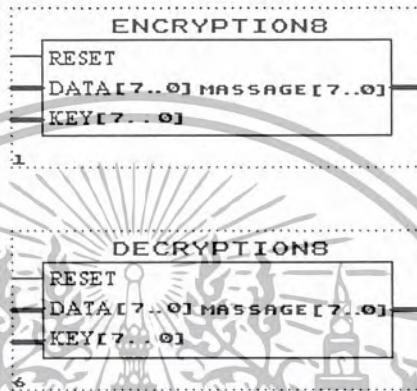 ENCRYPTION8
RESET
DATA[7..0] MASSAGE[7..0]
KEY[7..0]
1
DECRYPTION8
RESET
DATA[7..0] MASSAGE[7..0]
KEY[7..0]
6